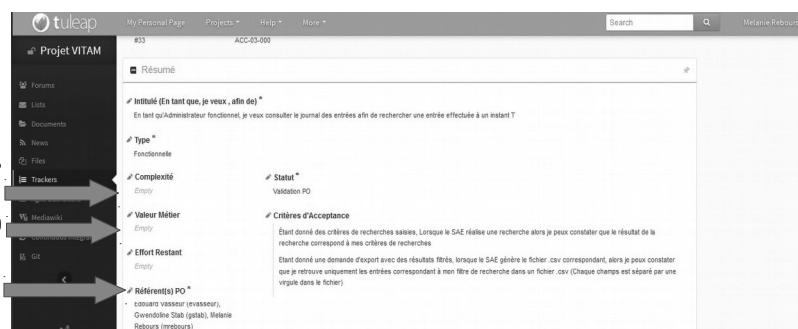 tuleap
My Personal Page Projects Help More Search Melanie Rebours
Projet VITAM
#33 ACC-03-000
Résumé
Forums
Lists
Documents
News
Files
Trackers
Mediawiki
Git
Intitulé (En tant que, je veux , afin de) *
En tant qu'Administrateur fonctionnel, je veux consulter le journal des entrées afin de rechercher une entrée effectuée à un instant T
Type *
Fonctionnelle
Complexité
Empty
Statut *
Validation PO
Valeur Métier
Empty
Critères d'Acceptance
Étant donné des critères de recherches saisies, Lorsque le SAE réalise une recherche alors je peux constater que le résultat de la
recherche correspond à mes critères de recherches
Etant donné une demande d'export avec des résultats filtrés, lorsque le SAE génère le fichier .csv correspondant, alors je peux constater
que je retrouve uniquement les entrées correspondant à mon filtre de recherche dans un fichier .csv (Chaque champs est séparé par une
virgule dans le fichier)
Effort Restant
Empty
Référent(s) PO *
Edouard Vasseur (evasseur),
Gwendoline Stab (gstab), Melanie
Rebours (mrebours)